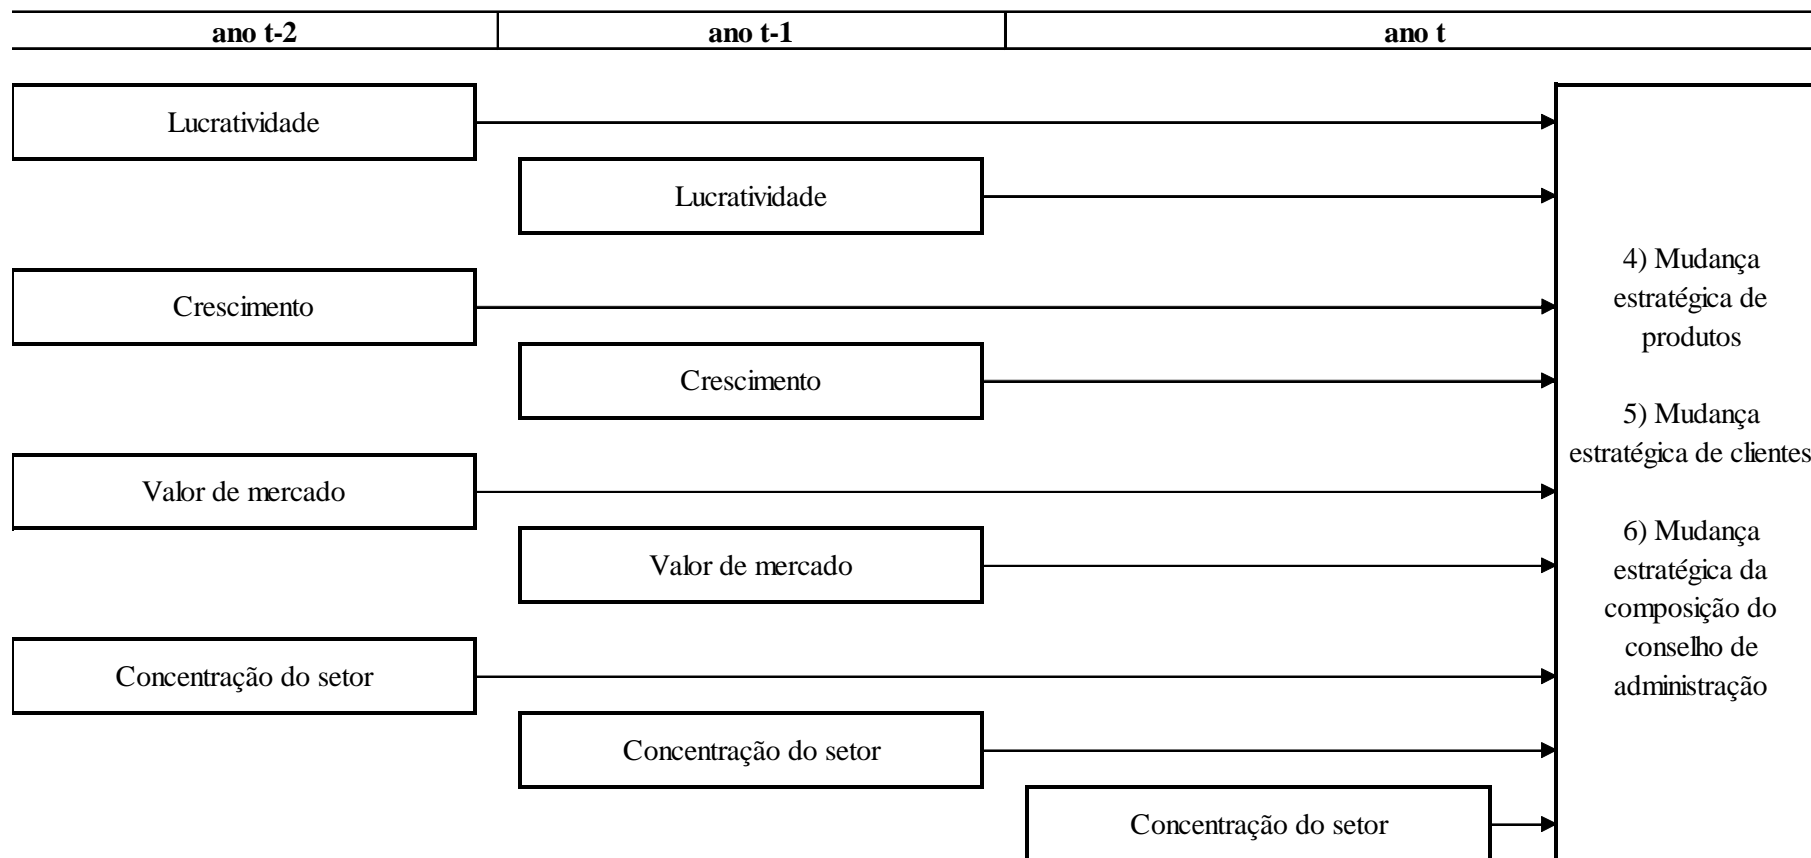 ano t-2
ano t-1
ano t
Lucratividade
Lucratividade
Crescimento
Crescimento
Valor de mercado
Valor de mercado
Concentração do setor
Concentração do setor
Concentração do setor
4) Mudança
estratégica de
produtos
5) Mudança
estratégica de clientes
6) Mudança
estratégica da
composição do
conselho de
administração